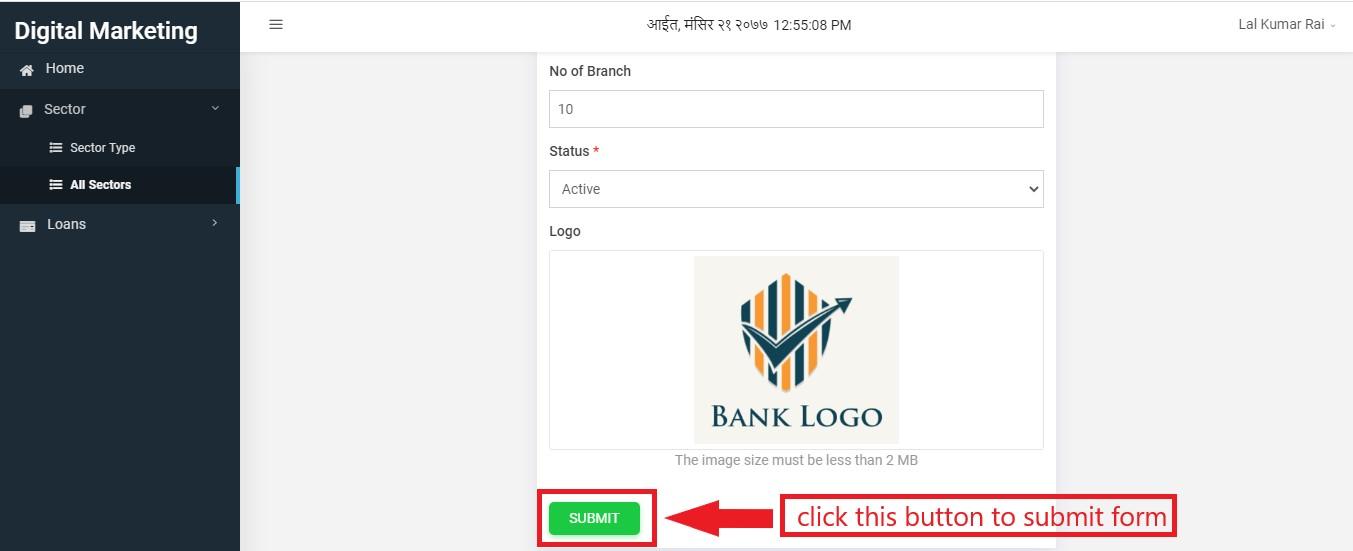 Digital Marketing
आईत, मंसिर २१ २०७७ 12:55:08 PM
Lal Kumar Rai
Home
Sector
Sector Type
All Sectors
Loans
No of Branch
10
Status *
Active
Logo
BANK LOGO
The image size must be less than 2 MB
SUBMIT
click this button to submit form